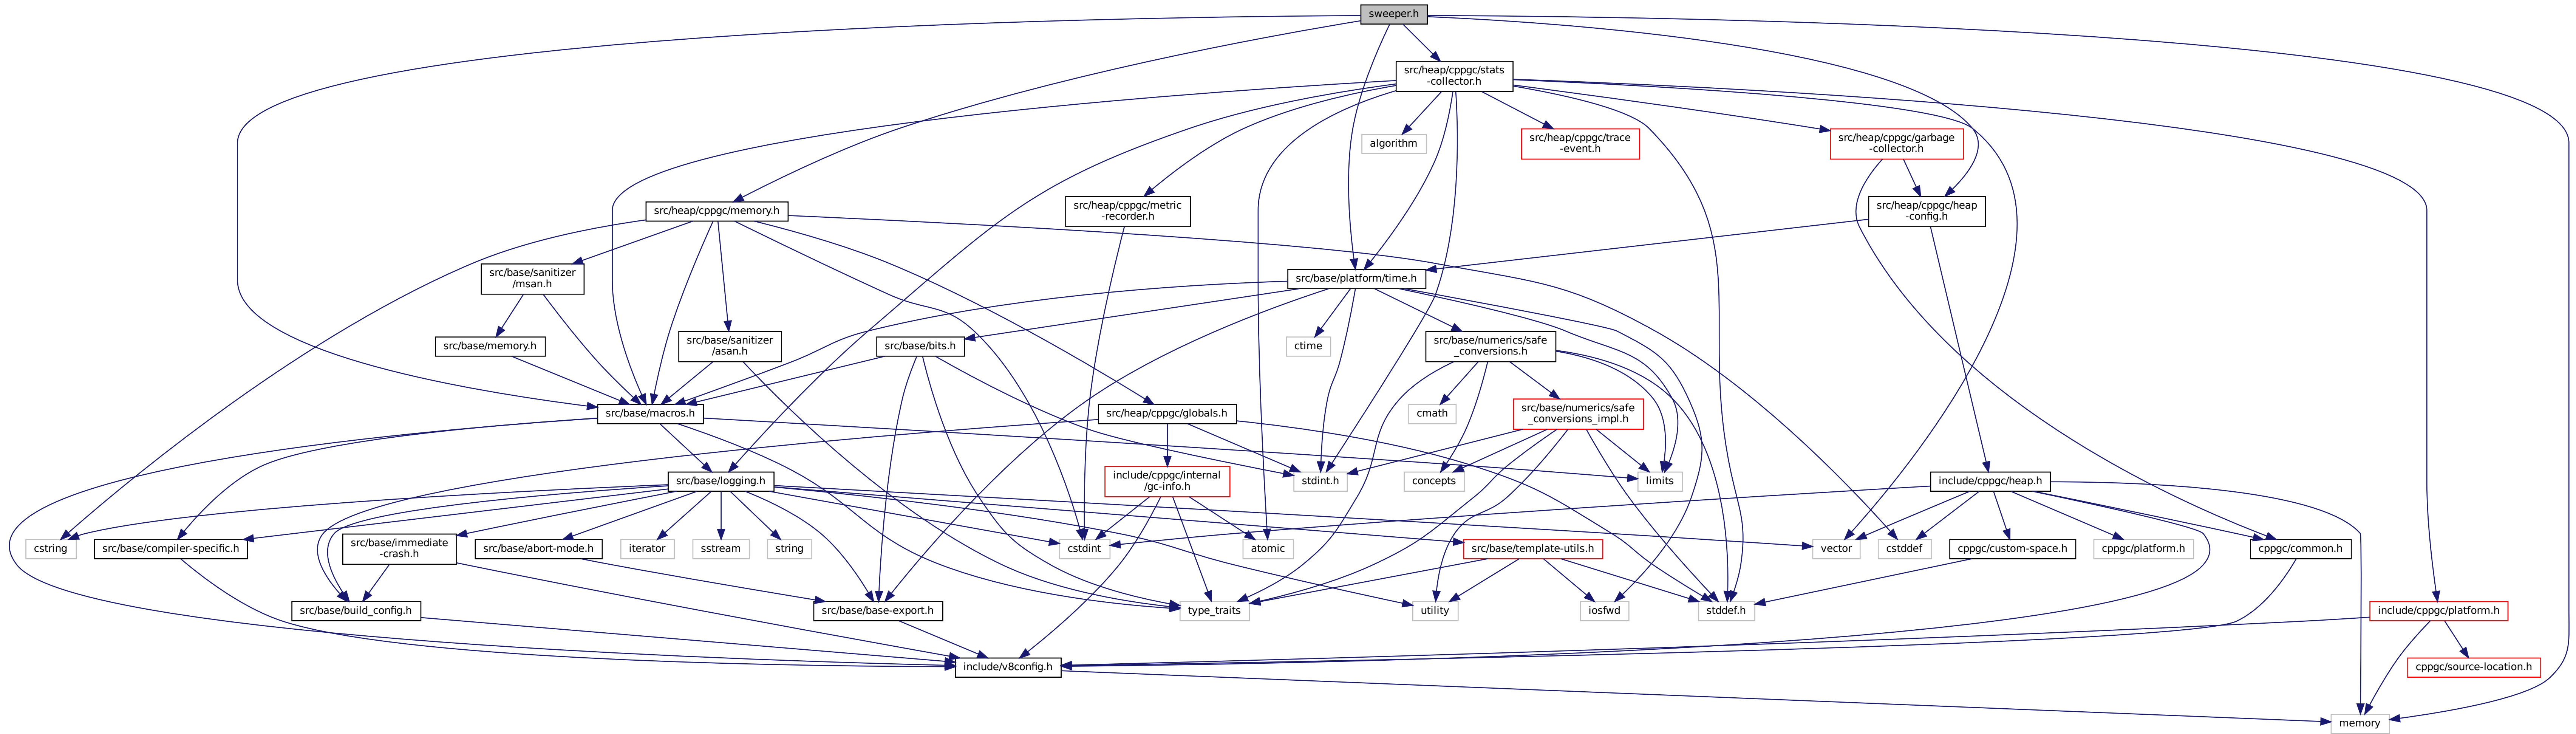 sweeper.h
src/heap/cppgc/stats
-collector.h
algorithm
src/heap/cppgc/trace
-event.h
src/heap/cppgc/garbage
-collector.h
src/heap/cppgc/memory.h
src/heap/cppgc/metric
-recorder.h
src/heap/cppgc/heap
-config.h
src/base/sanitizer
/msan.h
src/base/platform/time.h
src/base/memory.h
src/base/sanitizer
/asan.h
src/base/bits.h
ctime
src/base/numerics/safe
_conversions.h
src/base/macros.h
src/heap/cppgc/globals.h
cmath
src/base/numerics/safe
_conversions_impl.h
src/base/logging.h
include/cppgc/internal
/gc-info.h
stdint.h
concepts
limits
include/cppgc/heap.h
cstring
src/base/compiler-specific.h
src/base/immediate
-crash.h
src/base/abort-mode.h
iterator
sstream
string
cstdint
atomic
src/base/template-utils.h
vector
cstddef
cppgc/custom-space.h
cppgc/platform.h
cppgc/common.h
src/base/build_config.h
src/base/base-export.h
type_traits
utility
iosfwd
stddef.h
include/cppgc/platform.h
include/v8config.h
cppgc/source-location.h
memory